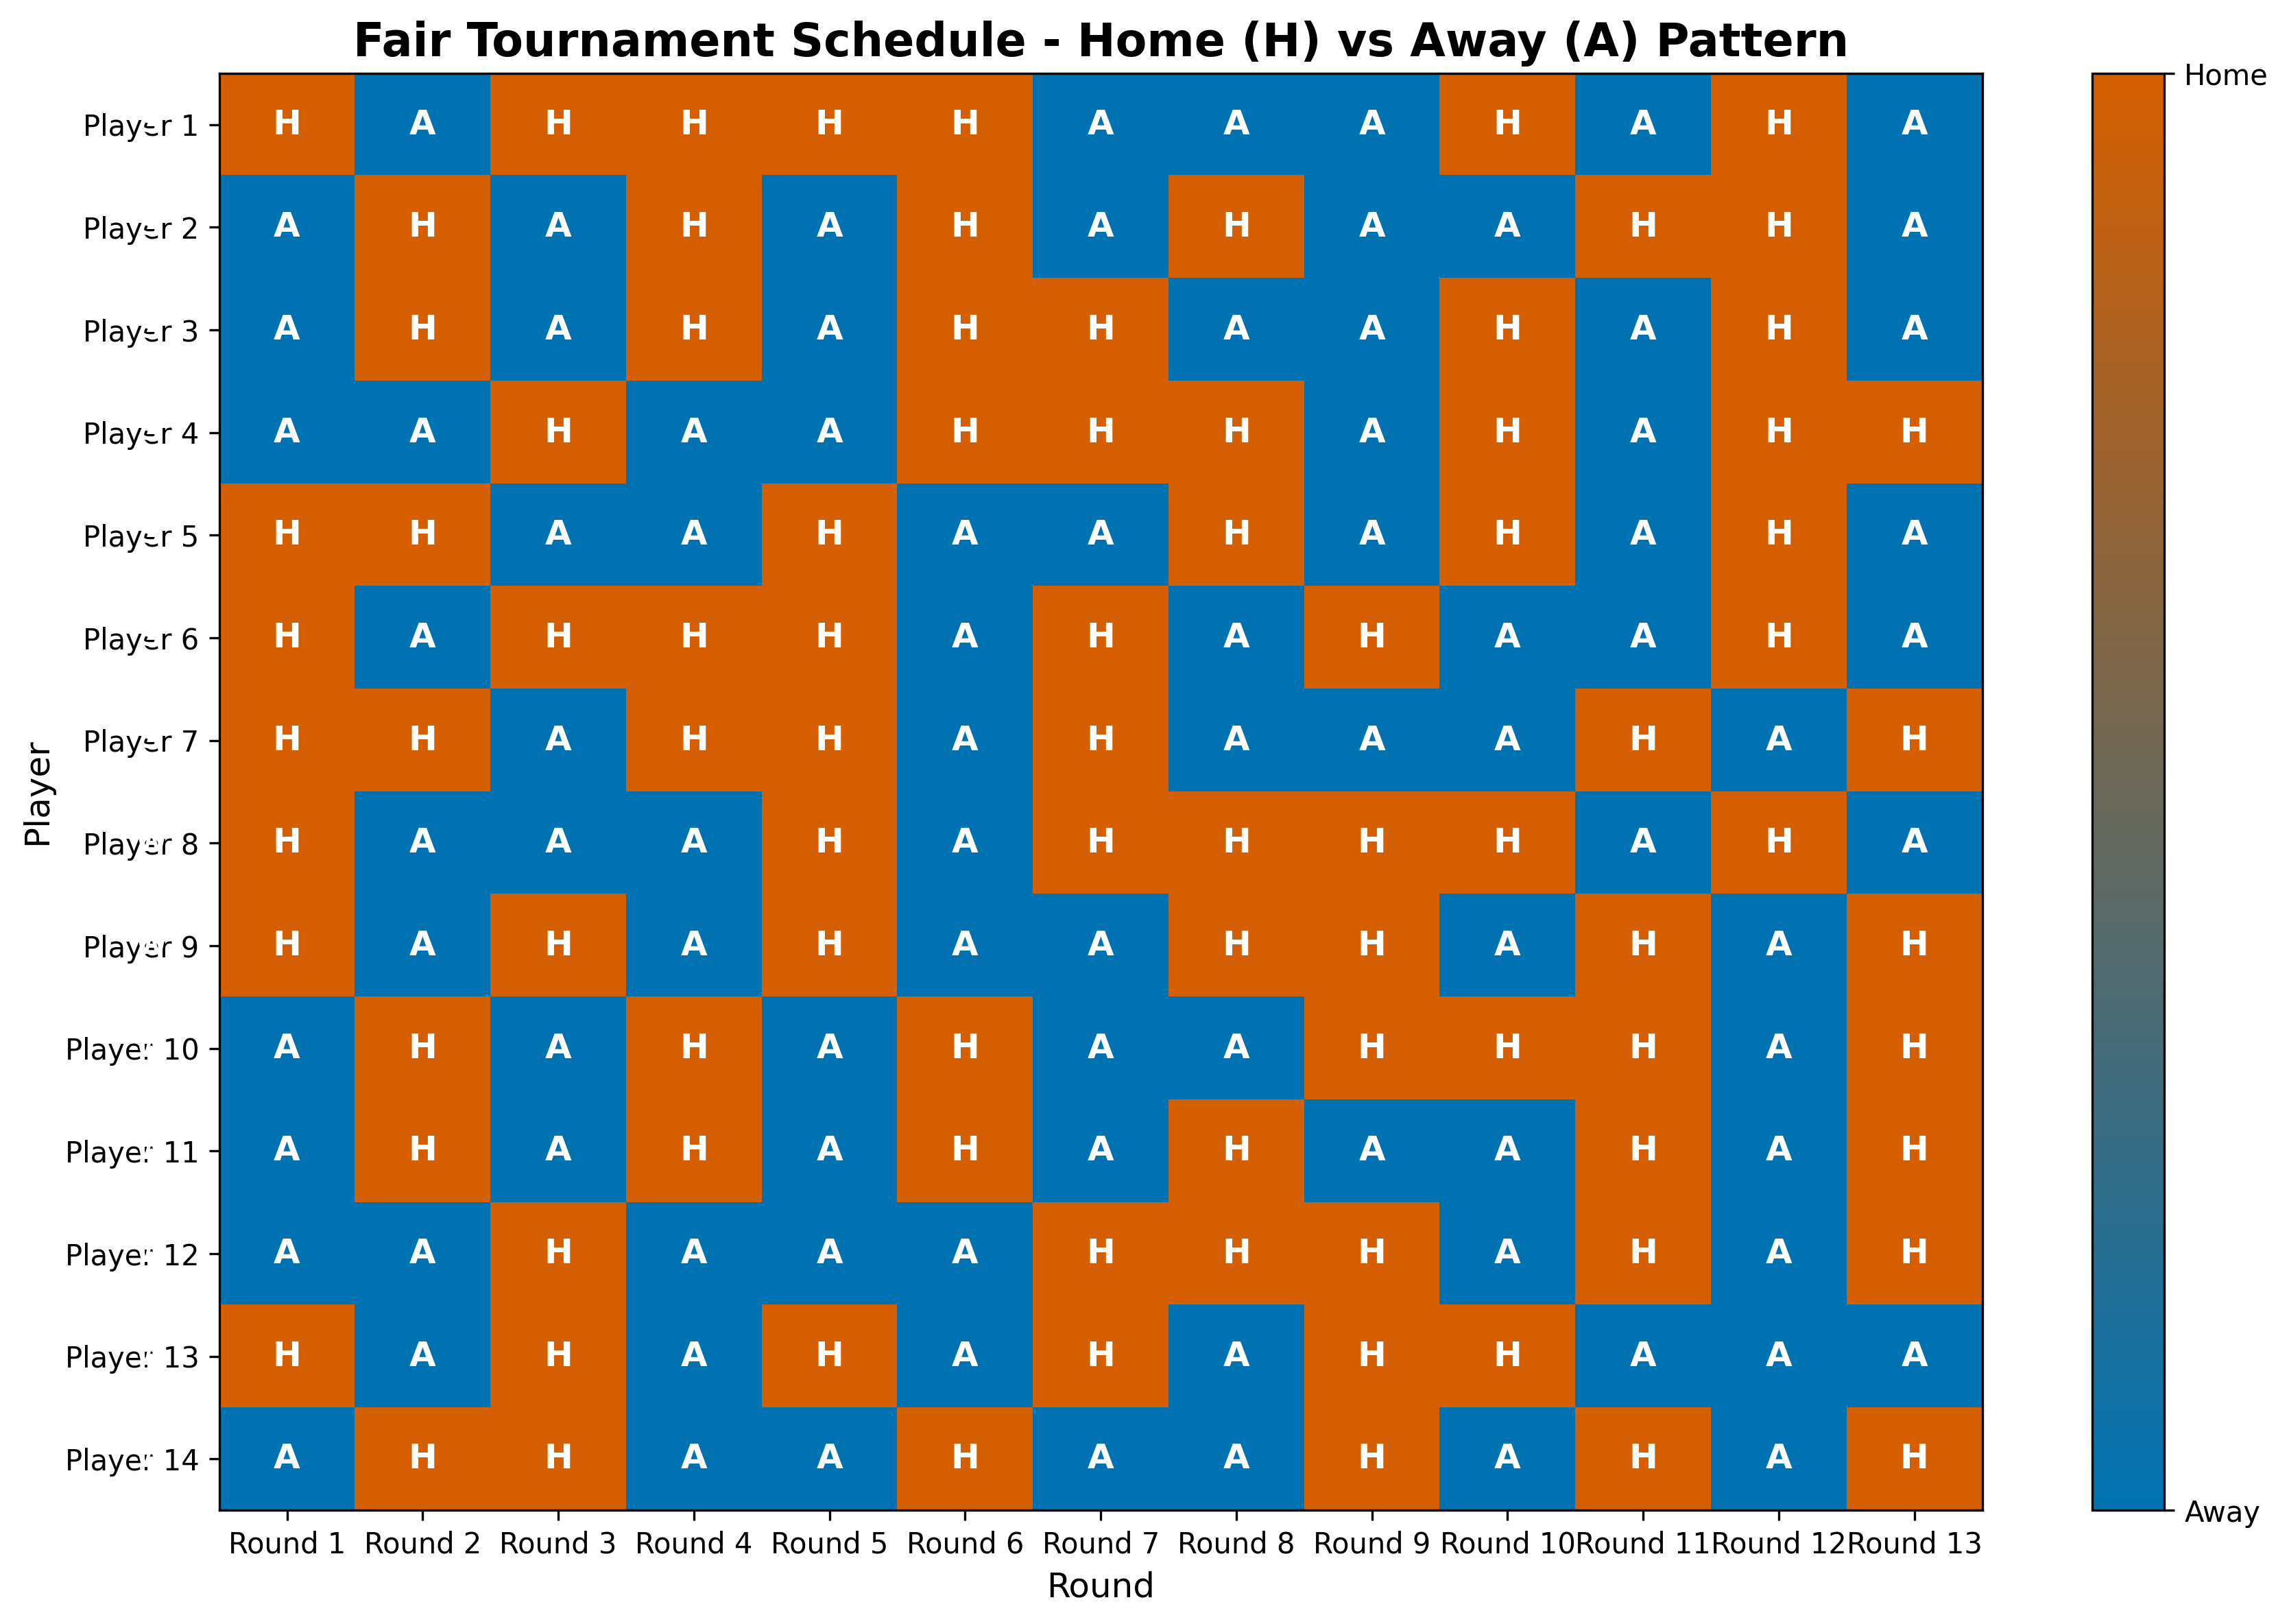 Fair Tournament Schedule - Home (H) vs Away (A) Pattern
Home
Player 1 H A H H H H A A A H A H A
Player 2 A H A H A H A H A A H H A
Player 3 A H A H A H H A A H A H A
Player 4 A A H A A H H H A H A H H
Player 5 H H A A H A A H A H A H A
Player 6 H A H H H A H A H A A H A
Player 7 H H A H H A H A A A H A H
Player 8 H A A A H A H H H H A H A
Player 9 H A H A H A A H H A H A H
Player 10 A H A H A H A A H H H A H
Player 11 A H A H A H A H A A H A H
Player 12 A A H A A A H H H A H A H
Player 13 H A H A H A H A H H A A A
Player 14 A H H A A H A A H A H A H
Player
Away
Round 1 Round 2 Round 3 Round 4 Round 5 Round 6 Round 7 Round 8 Round 9 Round 10 Round 11 Round 12 Round 13
Round